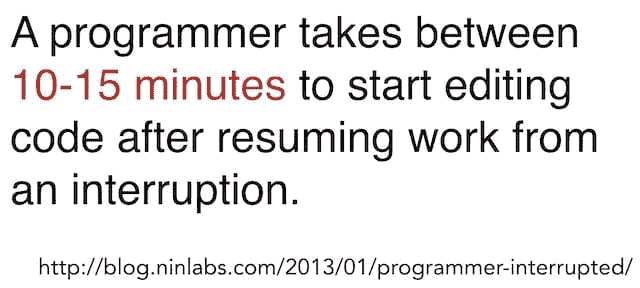 A programmer takes between
10-15 minutes to start editing
code after resuming work from
an interruption.
http://blog.ninlabs.com/2013/01/programmer-interrupted/